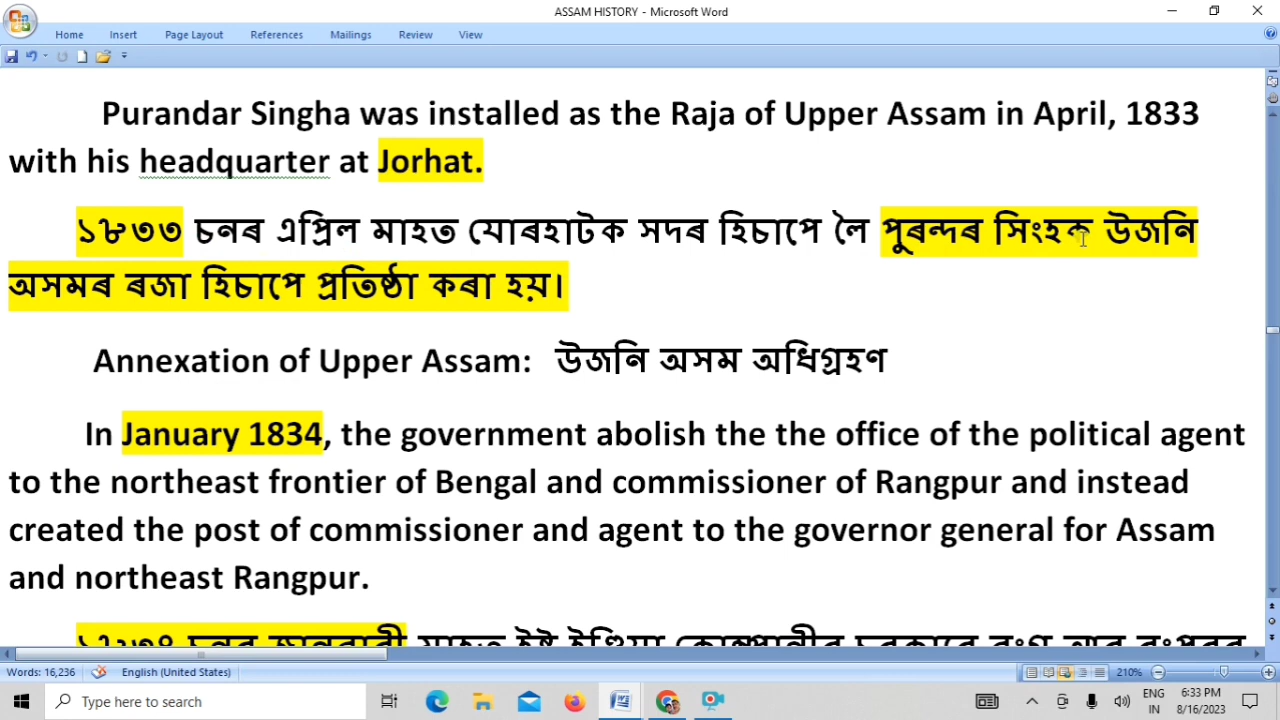 ASSAM HISTORY - Microsoft Word
Home Insert Page Layout References Mailings Review View
Purandar Singha was installed as the Raja of Upper Assam in April, 1833
with his headquarter at Jorhat.
১৮৩৩ চনৰ এপ্ৰিল মাহত যোৰহাটক সদৰ হিচাপে লৈ পুৰন্দৰ সিংহক উজনি
অসমৰ ৰজা হিচাপে প্ৰতিষ্ঠা কৰা হয়।
Annexation of Upper Assam: উজনি অসম অধিগ্ৰহণ
In January 1834, the government abolish the the office of the political agent
to the northeast frontier of Bengal and commissioner of Rangpur and instead
created the post of commissioner and agent to the governor general for Assam
and northeast Rangpur.
১৮৩৪ চনৰ জানুৱাৰী মাহত ইষ্ট ইণ্ডিয়া কোম্পানীৰ চৰকাৰে
Words: 16,236 English (United States) 210%
Type here to search ENG 6:33 PM
IN 8/16/2023